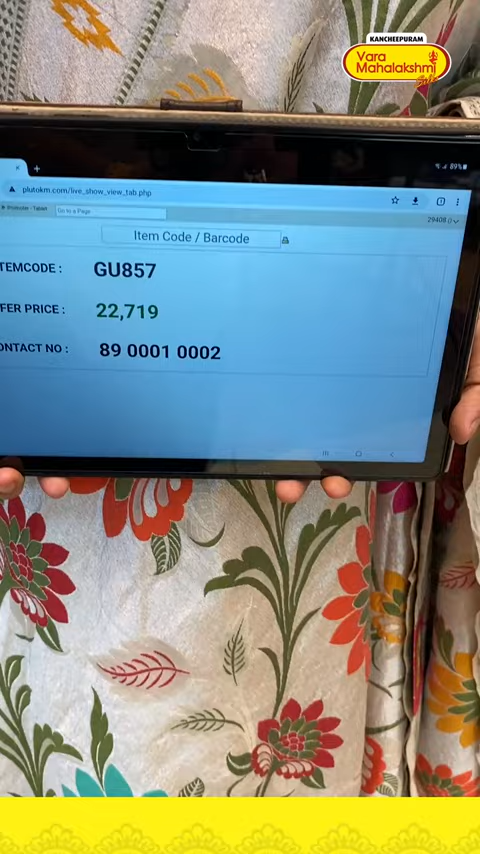 KANCHEEPURAM
Vara
Mahalakshmi
Silks
89%
plutokm.com/live_show_view_tab.php
Go to a Page
29408
Item Code / Barcode
TEMCODE : GU857
FER PRICE : 22,719
ONTACT NO : 89 0001 0002